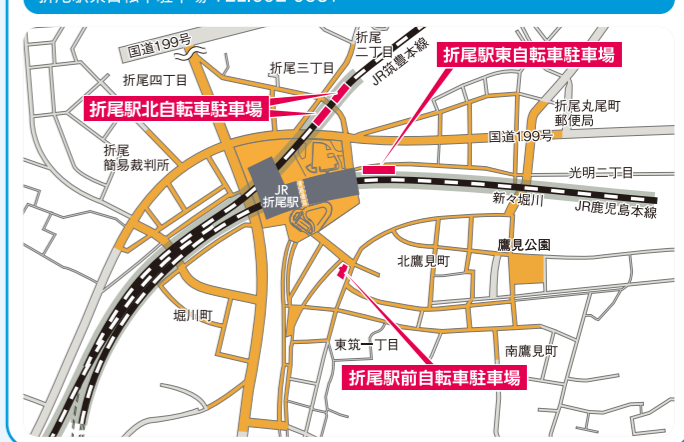 国道199号
折尾
二丁目
JR筑豊本線
折尾駅東自転車駐車場
折尾四丁目
折尾三丁目
折尾駅北自転車駐車場
折尾丸尾町
郵便局
国道199号
折尾
簡易裁判所
光明二丁目
JR
折尾駅
新々堀川
JR鹿児島本線
鷹見公園
北鷹見町
堀川町
東筑一丁目
南鷹見町
折尾駅前自転車駐車場